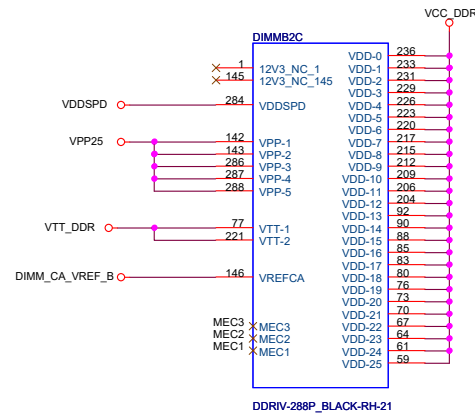 VCC_DDR
DIMMB2C
1 12V3_NC_1
145 12V3_NC_145
VDDSPD 284 VDDSPD
VPP25 142 VPP-1
143 VPP-2
286 VPP-3
287 VPP-4
288 VPP-5
VTT_DDR 77 VTT-1
221 VTT-2
DIMM_CA_VREF_B 146 VREFCA
MEC3 MEC3
MEC2 MEC2
MEC1 MEC1
VDD-0 236
VDD-1 233
VDD-2 231
VDD-3 229
VDD-4 226
VDD-5 223
VDD-6 220
VDD-7 217
VDD-8 215
VDD-9 212
VDD-10 209
VDD-11 206
VDD-12 204
VDD-13 92
VDD-14 90
VDD-15 88
VDD-16 85
VDD-17 83
VDD-18 80
VDD-19 76
VDD-20 73
VDD-21 70
VDD-22 67
VDD-23 64
VDD-24 61
VDD-25 59
DDRIV-288P_BLACK-RH-21